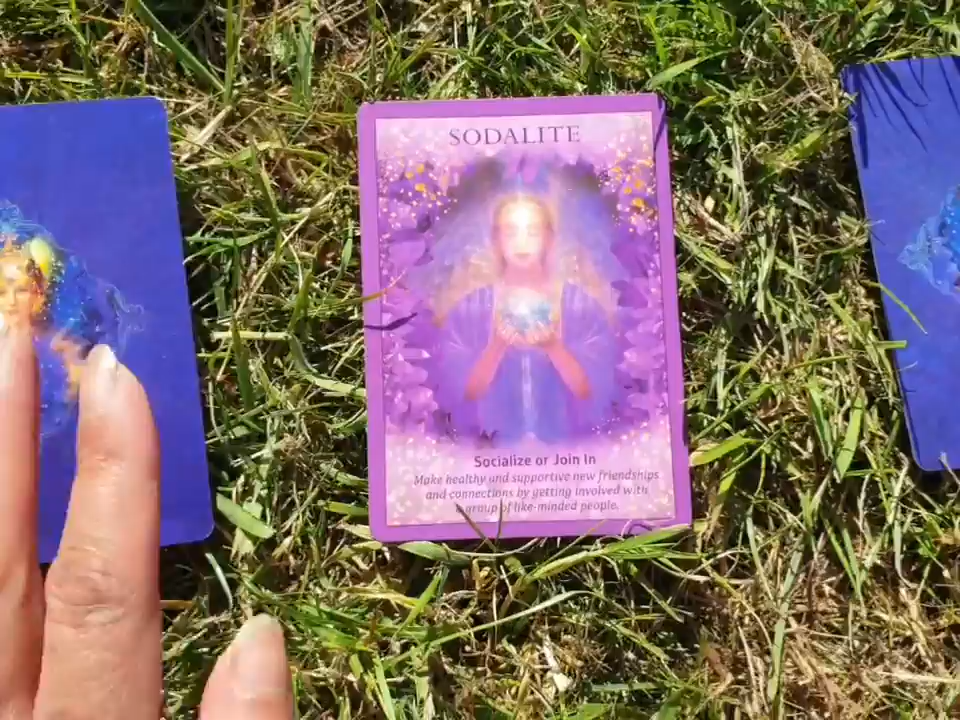 SODALITE
Socialize or Join In
Make healthy and supportive new friendships
and connections by getting involved with
a group of like-minded people.